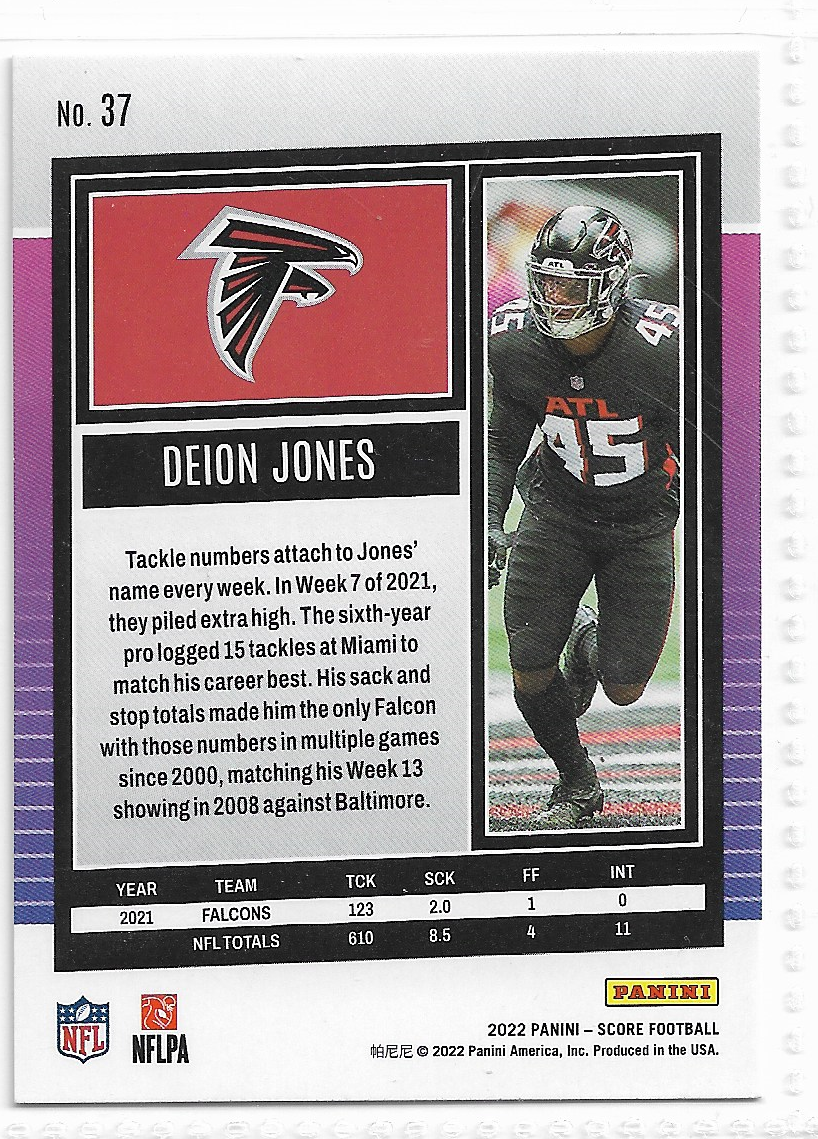 No. 37
ATL
45
45
45
ATL
DEION JONES
Tackle numbers attach to Jones'
name every week. In Week 7 of 2021,
they piled extra high. The sixth-year
pro logged 15 tackles at Miami to
match his career best. His sack and
stop totals made him the only Falcon
with those numbers in multiple games
since 2000, matching his Week 13
showing in 2008 against Baltimore.
YEAR TEAM TCK SCK FF INT
2021 FALCONS 123 2.0 1 0
NFL TOTALS 610 8.5 4 11
NFL
NFLPA
PANINI
2022 PANINI – SCORE FOOTBALL
帕尼尼 © 2022 Panini America, Inc. Produced in the USA.